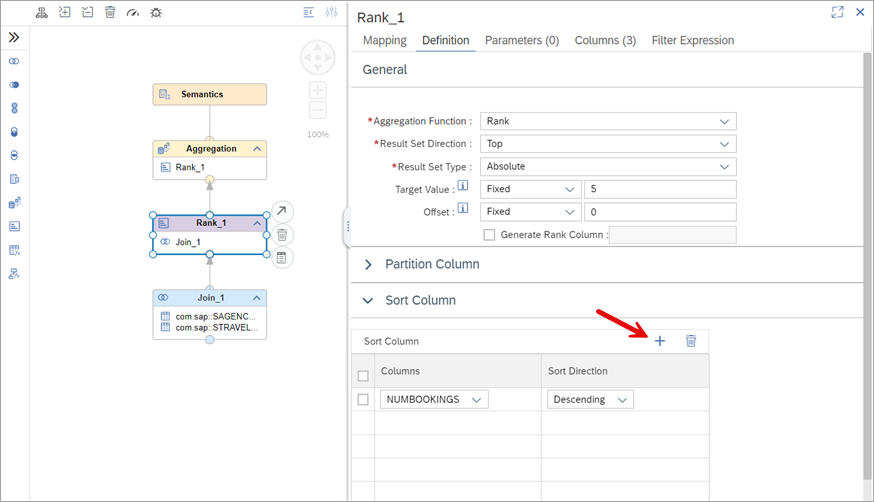 Rank_1
Mapping Definition Parameters (0) Columns (3) Filter Expression
General
*Aggregation Function : Rank
*Result Set Direction : Top
*Result Set Type : Absolute
Target Value : i Fixed 5
Offset : i Fixed 0
Generate Rank Column :
Partition Column
Sort Column
Sort Column
Columns Sort Direction
NUMBOOKINGS Descending
100%
Semantics
Aggregation
Rank_1
Rank_1
Join_1
Join_1
com.sap::SAGENC...
com.sap::STRAVEL...